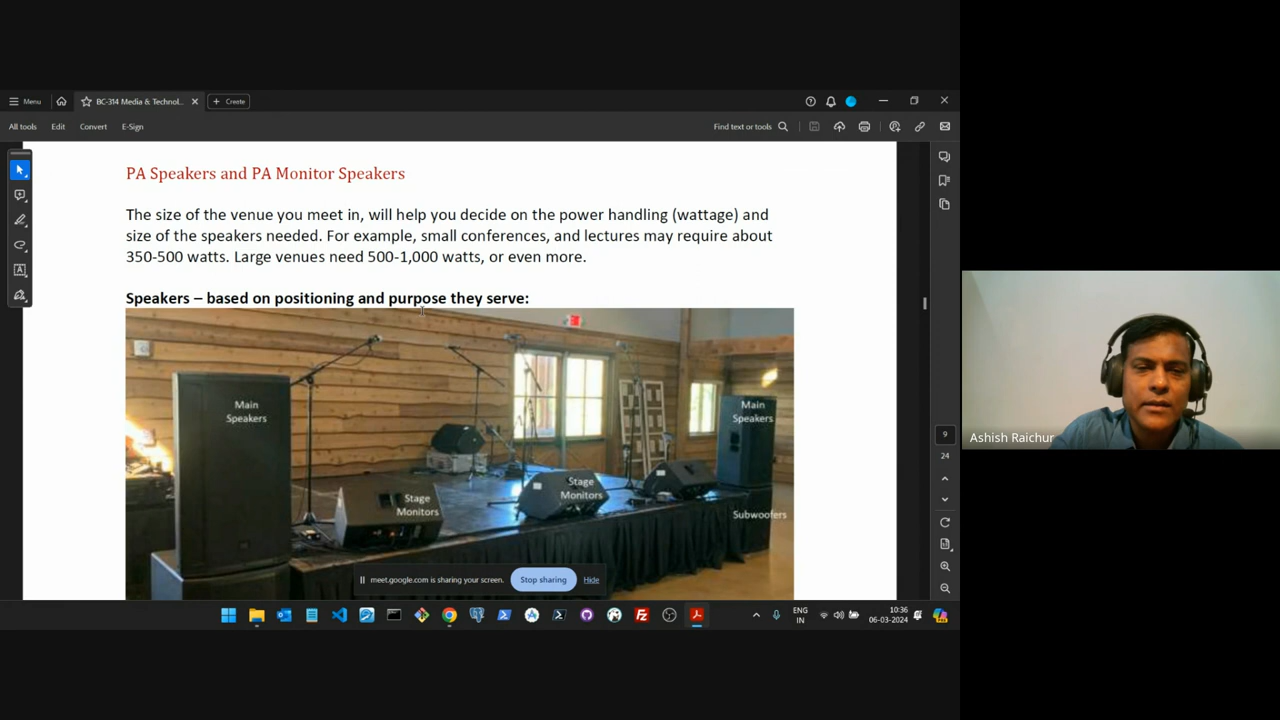 Menu
BC-314 Media & Technol...
Create
All tools
Edit
Convert
E-Sign
Find text or tools
PA Speakers and PA Monitor Speakers
The size of the venue you meet in, will help you decide on the power handling (wattage) and
size of the speakers needed. For example, small conferences, and lectures may require about
350-500 watts. Large venues need 500-1,000 watts, or even more.
Speakers – based on positioning and purpose they serve:
Main
Speakers
Main
Speakers
Stage
Monitors
Stage
Monitors
Subwoofers
9
24
meet.google.com is sharing your screen.
Stop sharing
Hide
ENG
IN
10:36
06-03-2024
Ashish Raichur